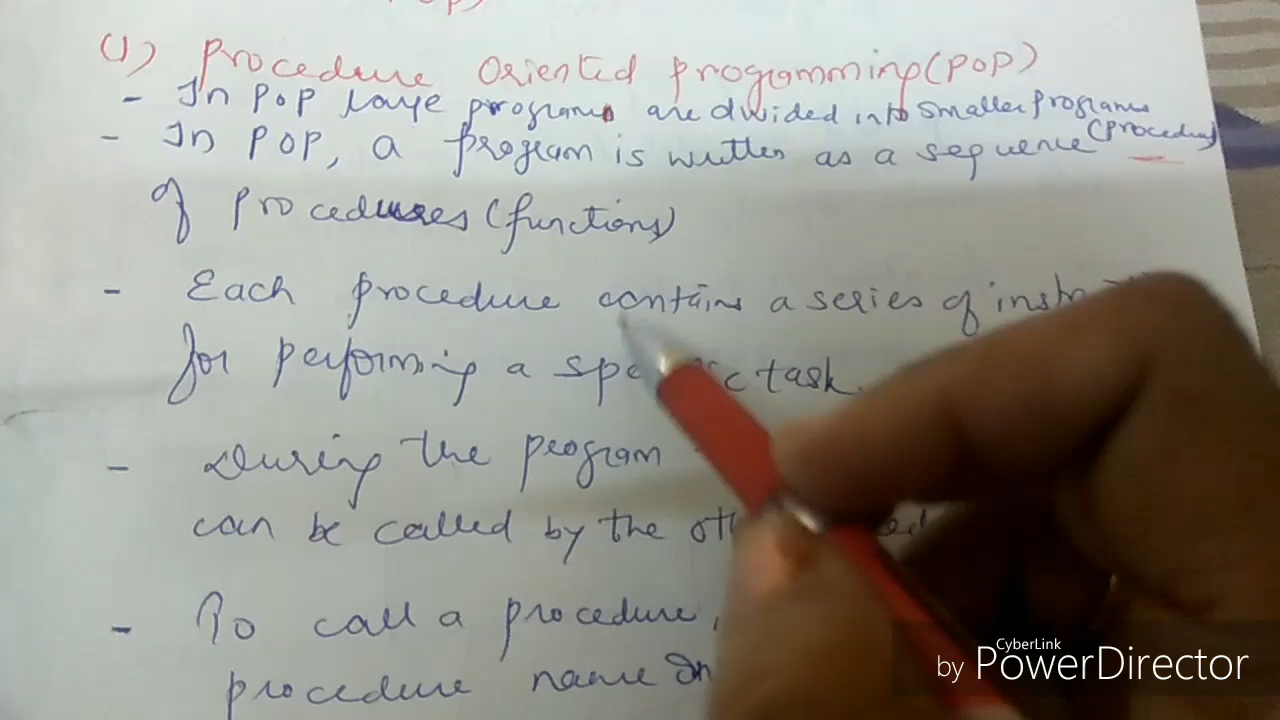 OP)
(1) Procedure Oriented Programming (POP)
- In POP large programs are divided into smaller programs
(Procedures)
- In POP, a program is written as a sequence
of procedures (functions)
- Each procedure contains a series of
for performing a task.
- During the program
can be called by the
- To call a procedure,
procedure name
CyberLink
by PowerDirector